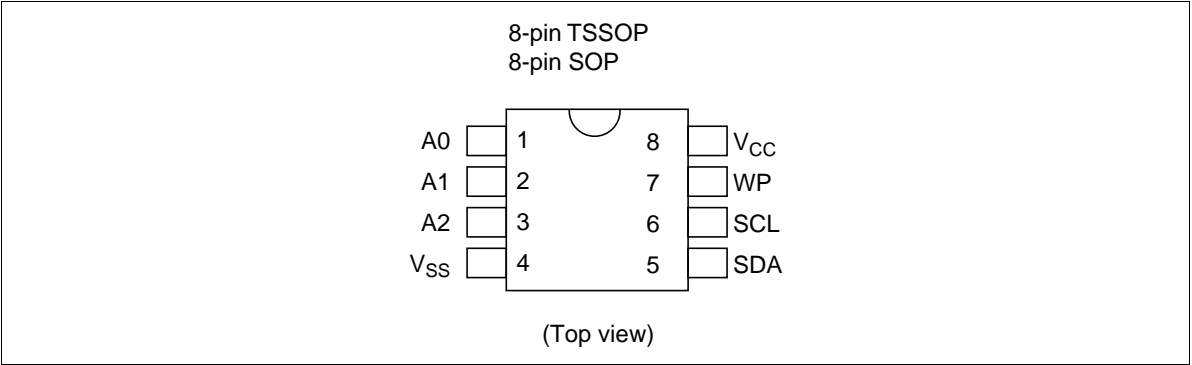 8-pin TSSOP
8-pin SOP
A0 1 8 VCC
A1 2 7 WP
A2 3 6 SCL
VSS 4 5 SDA
(Top view)